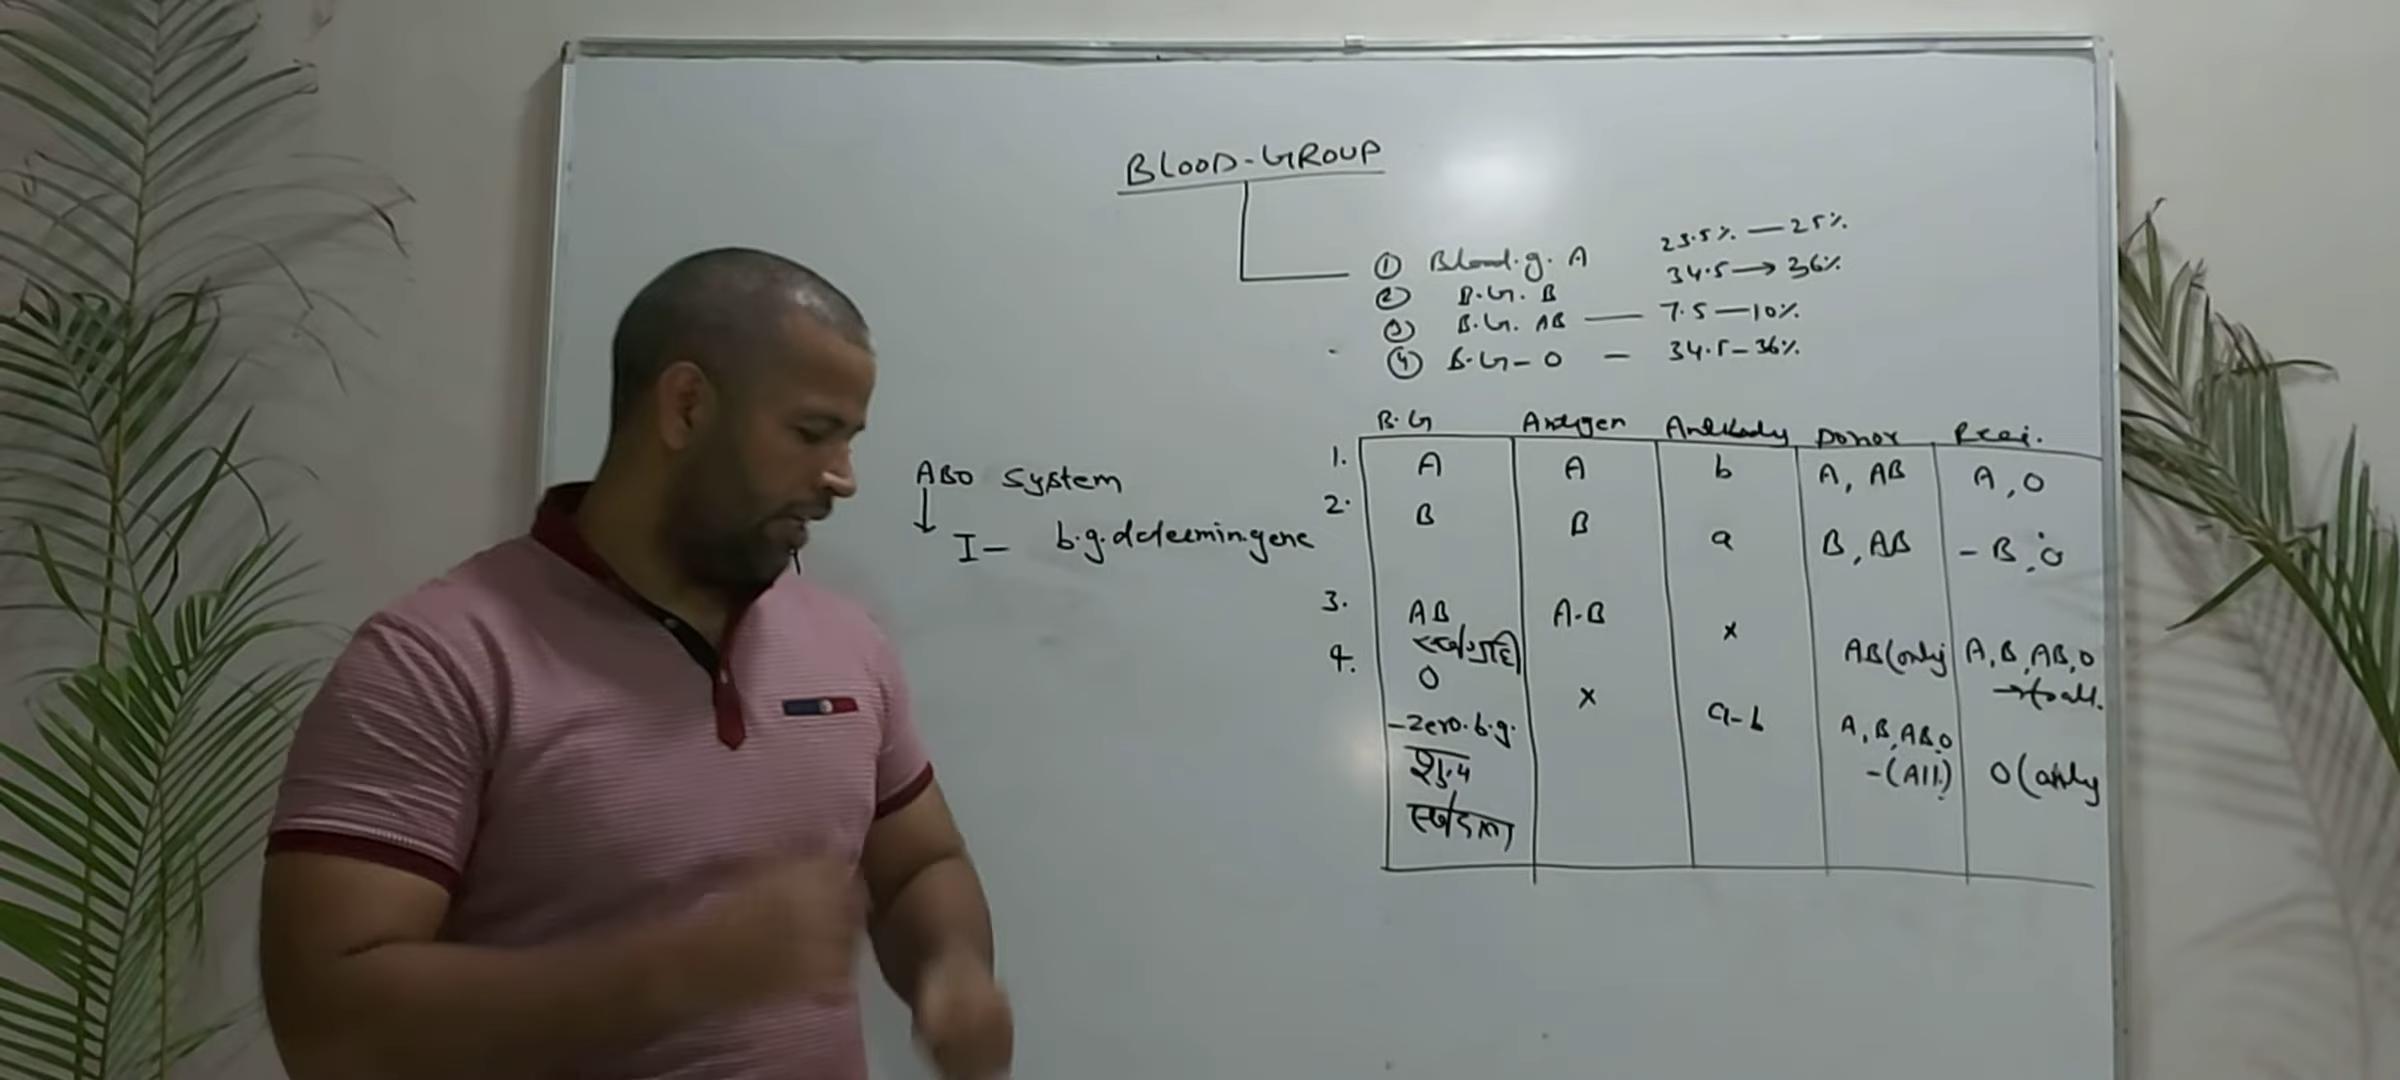 BLOOD-GROUP
① Blood.g. A 23.5% — 25%
② B.G. B 34.5 → 36%
③ B.G. AB — 7.5 — 10%
④ B.G - O — 34.5 - 36%
ABO System
↓
I - b.g.determin.gene
B.G Antigen Antibody Donor Reci.
1. A A b A, AB A, O
2. B B a B, AB - B, O
3. AB A-B x AB(only A, B, AB, O
सर्वग्राही → to all.
4. O x a-b A, B, AB, O O(only
- Zero.b.g. -(All)
सर्वदाता